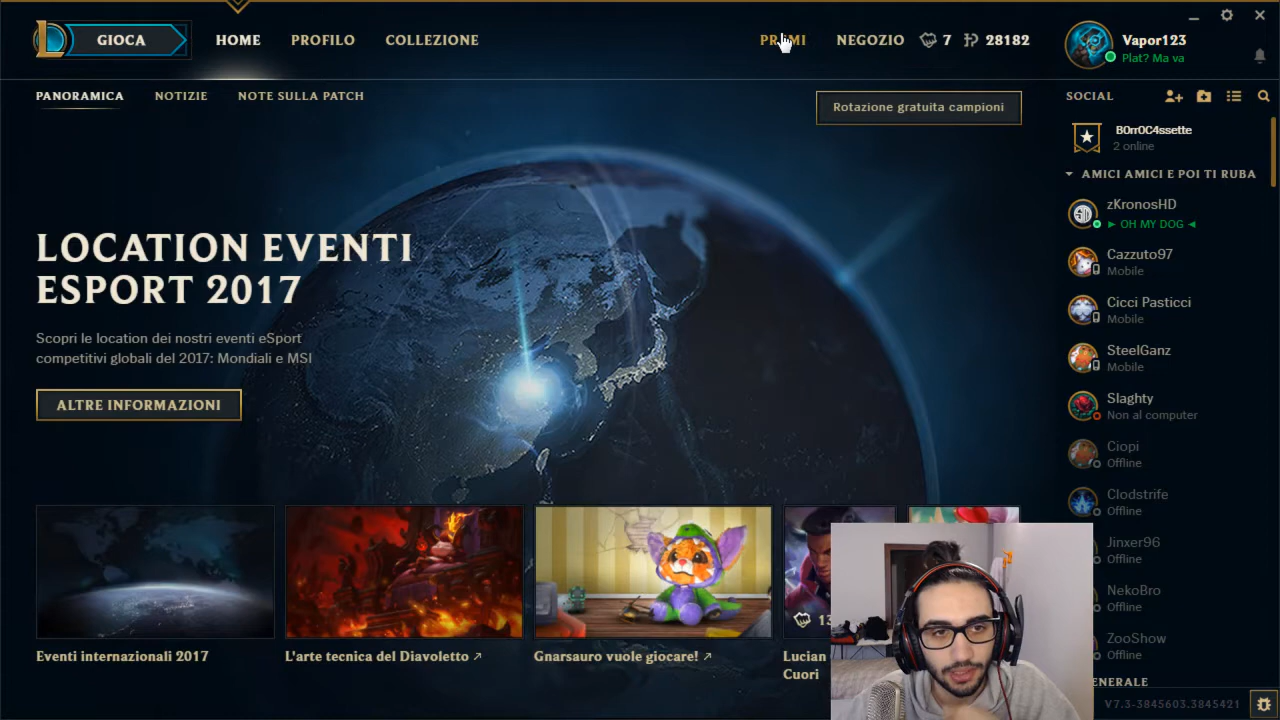 GIOCA
HOME
PROFILO
COLLEZIONE
NEGOZIO
7
28182
Vapor123
Plat? Ma va
PANORAMICA
NOTIZIE
NOTE SULLA PATCH
Rotazione gratuita campioni
SOCIAL
B0rr0C4ssette
2 online
AMICI AMICI E POI TI RUBA
zKronosHD
► OH MY DOG ◄
Cazzuto97
Mobile
Cicci Pasticci
Mobile
SteelGanz
Mobile
Slaghty
Non al computer
Ciopi
Offline
Clodstrife
Offline
Jinxer96
Offline
NekoBro
Offline
ZooShow
Offline
LOCATION EVENTI
ESPORT 2017
Scopri le location dei nostri eventi eSport
competitivi globali del 2017: Mondiali e MSI
ALTRE INFORMAZIONI
Eventi internazionali 2017
L'arte tecnica del Diavoletto
Gnarsauro vuole giocare!
Lucian
Cuori
V7.3-3845603.3845421